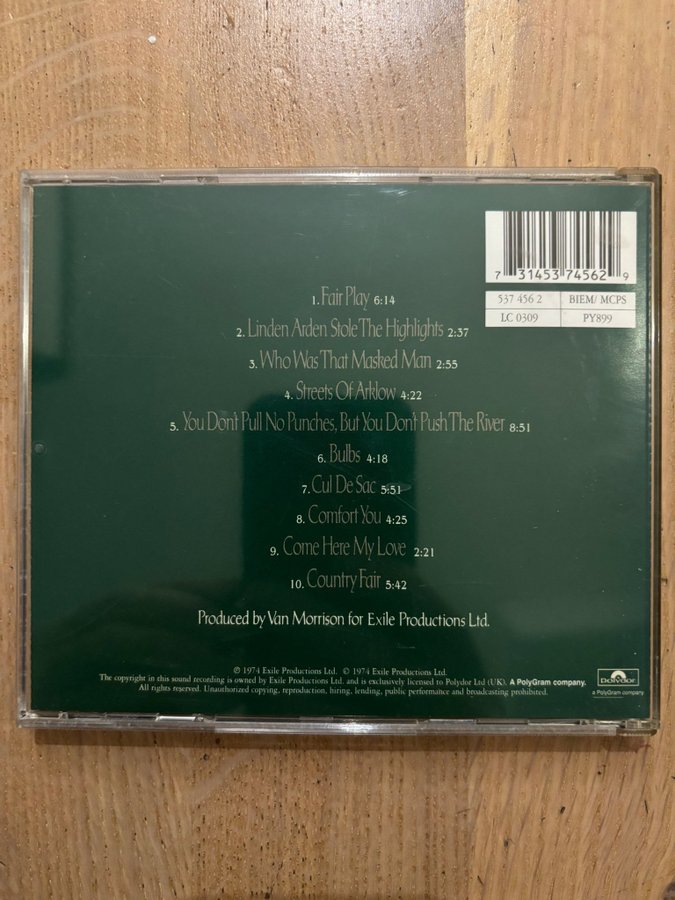 7 31453 74562 9
537 456 2 BIEM/ MCPS
LC 0309 PY899
1. Fair Play 6:14
2. Linden Arden Stole The Highlights 2:37
3. Who Was That Masked Man 2:55
4. Streets Of Arklow 4:22
5. You Don't Pull No Punches, But You Don't Push The River 8:51
6. Bulbs 4:18
7. Cul De Sac 5:51
8. Comfort You 4:25
9. Come Here My Love 2:21
10. Country Fair 5:42
Produced by Van Morrison for Exile Productions Ltd.
℗ 1974 Exile Productions Ltd. © 1974 Exile Productions Ltd.
The copyright in this sound recording is owned by Exile Productions Ltd. and is exclusively licensed to Polydor Ltd (UK). A PolyGram company.
All rights reserved. Unauthorized copying, reproduction, hiring, lending, public performance and broadcasting prohibited.
Polydor
a PolyGram company